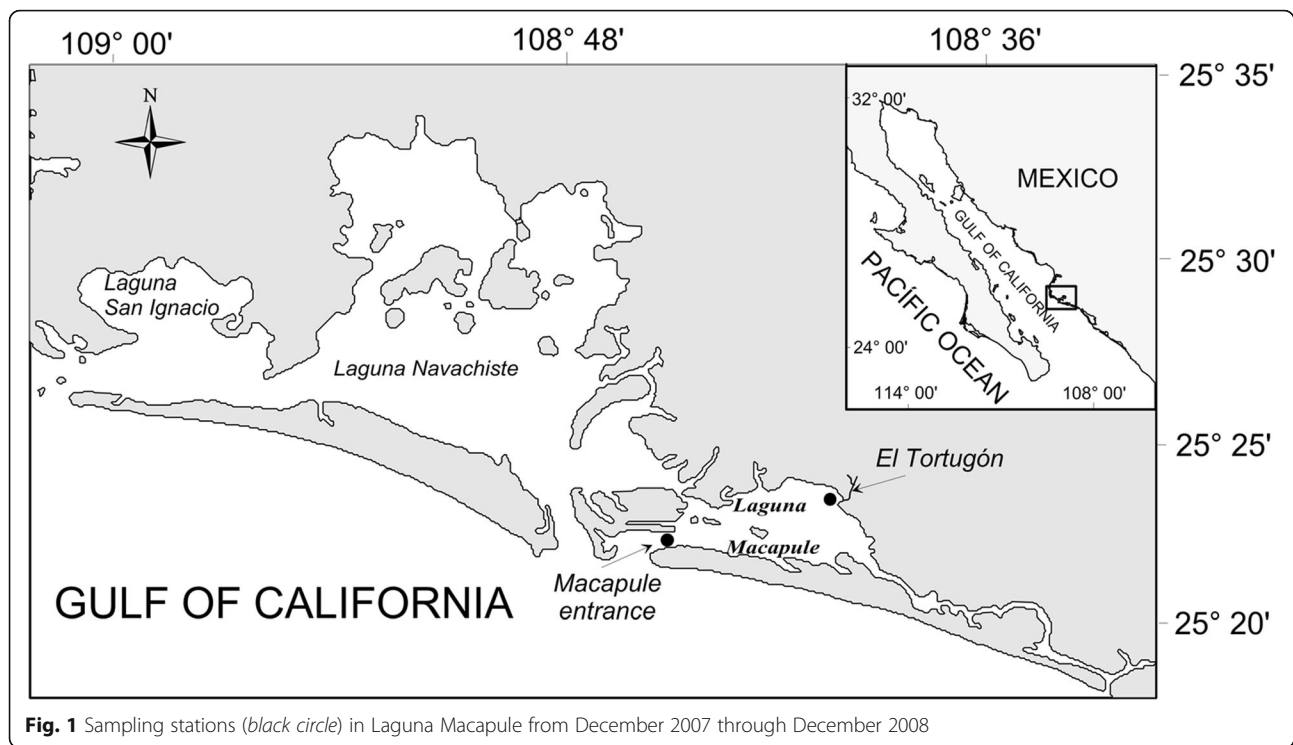 109° 00'
108° 48'
108° 36'
25° 35'
25° 30'
25° 25'
25° 20'
N
Laguna
San Ignacio
Laguna Navachiste
El Tortugón
Laguna
Macapule
Macapule
entrance
GULF OF CALIFORNIA
32° 00'
MEXICO
GULF OF CALIFORNIA
PACÍFIC OCEAN
24° 00'
114° 00'
108° 00'
Fig. 1 Sampling stations (black circle) in Laguna Macapule from December 2007 through December 2008